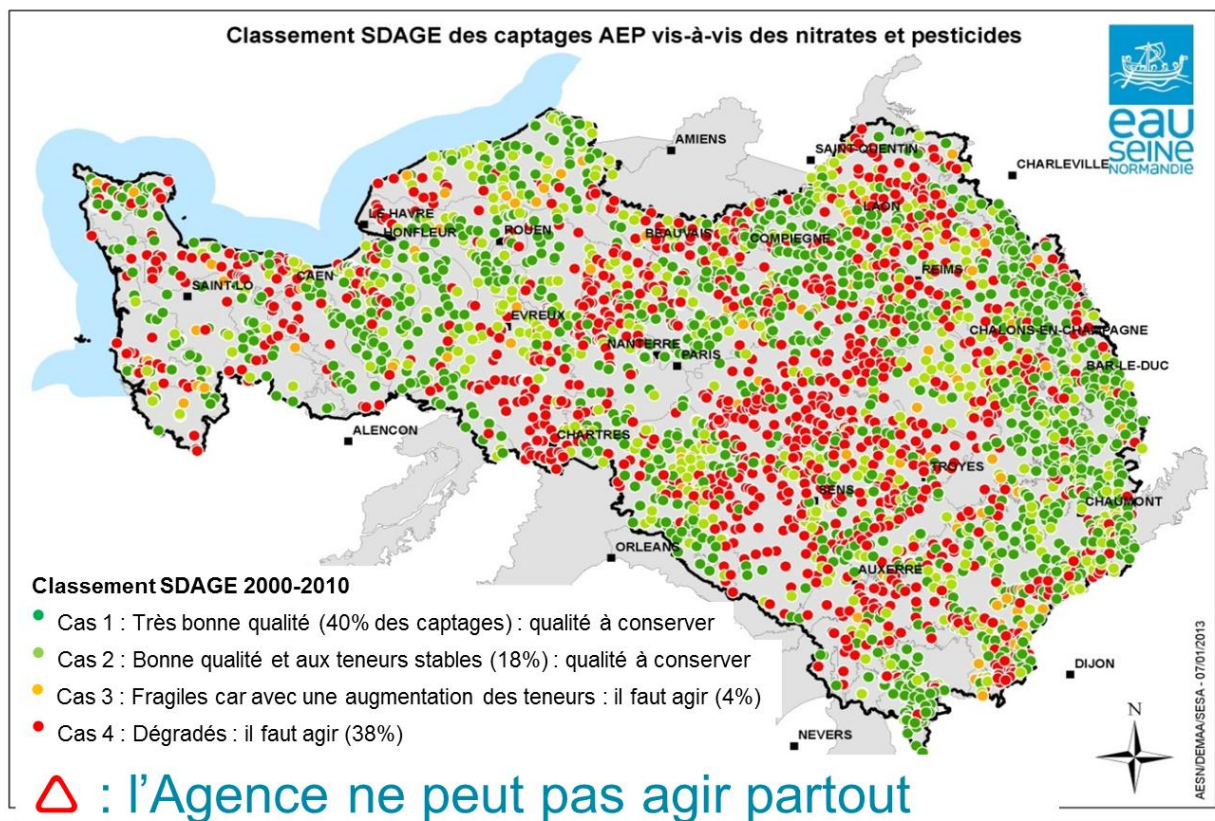 Classement SDAGE des captages AEP vis-à-vis des nitrates et pesticides
eau
SEINE
NORMANDIE
AMIENS
SAINT-QUENTIN
CHARLEVILLE
LAON
LE HAVRE
HONFLEUR
ROUEN
BEAUVAIS
COMPIEGNE
REIMS
CAEN
SAINT-LO
EVREUX
NANTERRE
PARIS
CHALONS-EN-CHAMPAGNE
BAR-LE-DUC
ALENCON
CHARTRES
TROYES
SENS
CHAUMONT
ORLEANS
AUXERRE
DIJON
NEVERS
N
AESN/DEMAA/SESA - 07/01/2013
Classement SDAGE 2000-2010
Cas 1 : Très bonne qualité (40% des captages) : qualité à conserver
Cas 2 : Bonne qualité et aux teneurs stables (18%) : qualité à conserver
Cas 3 : Fragiles car avec une augmentation des teneurs : il faut agir (4%)
Cas 4 : Dégradés : il faut agir (38%)
: l'Agence ne peut pas agir partout